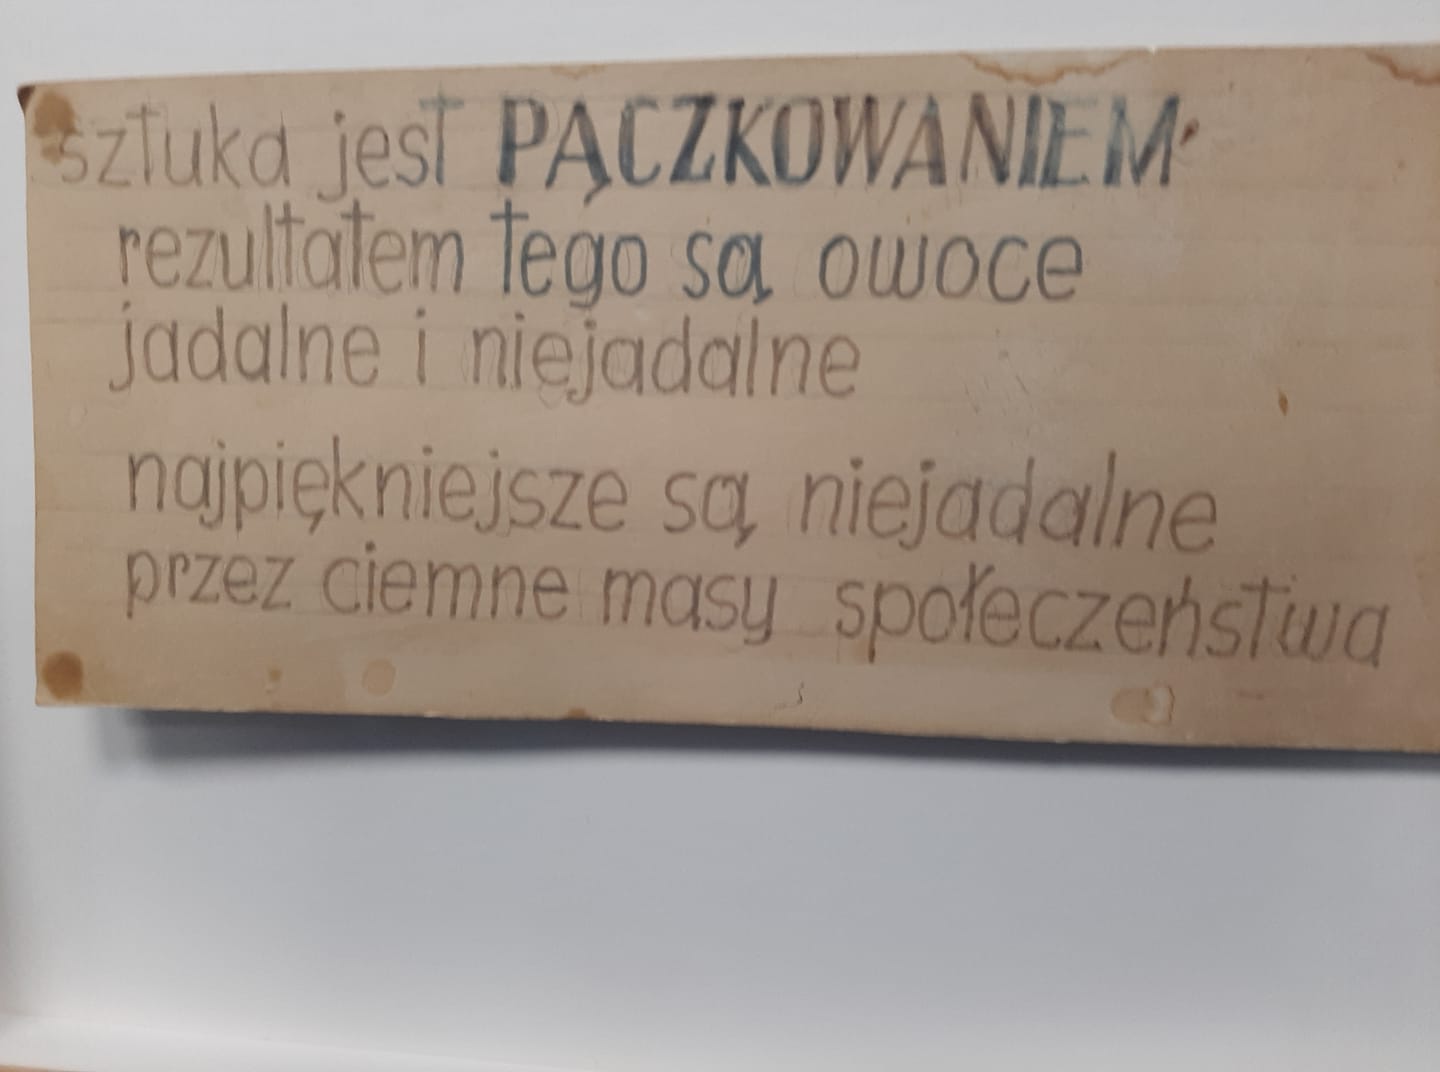 sztuka jest PĄCZKOWANIEM
rezultatem tego są owoce
jadalne i niejadalne
najpiękniejsze są niejadalne
przez ciemne masy społeczeństwa